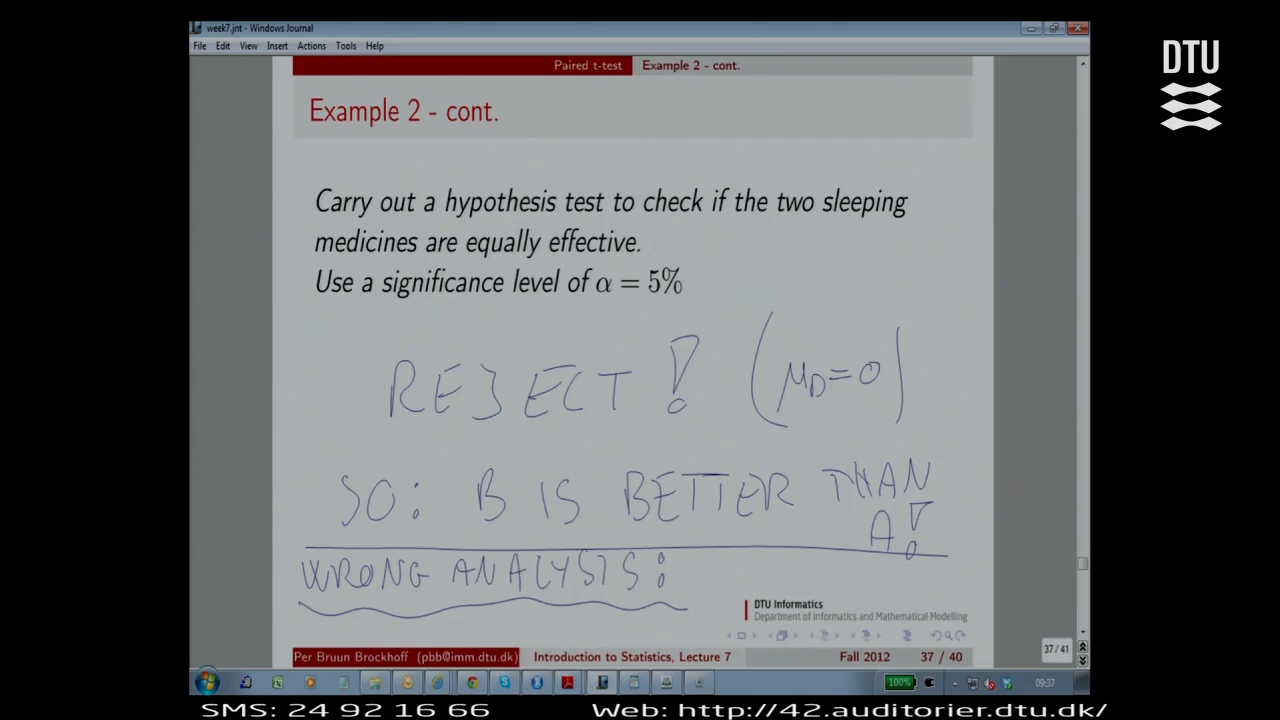 week7.jnt - Windows Journal
File Edit View Insert Actions Tools Help
DTU
Paired t-test Example 2 - cont.
Example 2 - cont.
Carry out a hypothesis test to check if the two sleeping
medicines are equally effective.
Use a significance level of α = 5%
REJECT! (μD=0)
SO: B IS BETTER THAN
A!
WRONG ANALYSIS:
DTU Informatics
Department of Informatics and Mathematical Modelling
Per Bruun Brockhoff (pbb@imm.dtu.dk) Introduction to Statistics, Lecture 7 Fall 2012 37 / 40
37 / 41
100% 09:37
SMS: 24 92 16 66 Web: http://42.auditorier.dtu.dk/